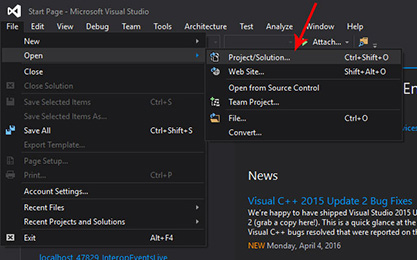 Start Page - Microsoft Visual Studio
File Edit View Debug Team Tools Architecture Test Analyze Window Help
New
Open
Close
Close Solution
Save Selected Items Ctrl+S
Save Selected Items As...
Save All Ctrl+Shift+S
Export Template...
Page Setup...
Print... Ctrl+P
Account Settings...
Recent Files
Recent Projects and Solutions
Exit Alt+F4
Attach...
Project/Solution... Ctrl+Shift+O
Web Site... Shift+Alt+O
Open from Source Control
Team Project...
File... Ctrl+O
Convert...
News
Visual C++ 2015 Update 2 Bug Fixes
We're happy to have shipped Visual Studio 2015 U
2 (grab a copy here!). This is a quick glance at the
Visual C++ bugs resolved that were reported on th
NEW Monday, April 4, 2016
localhost_47829.InteropEventsLive